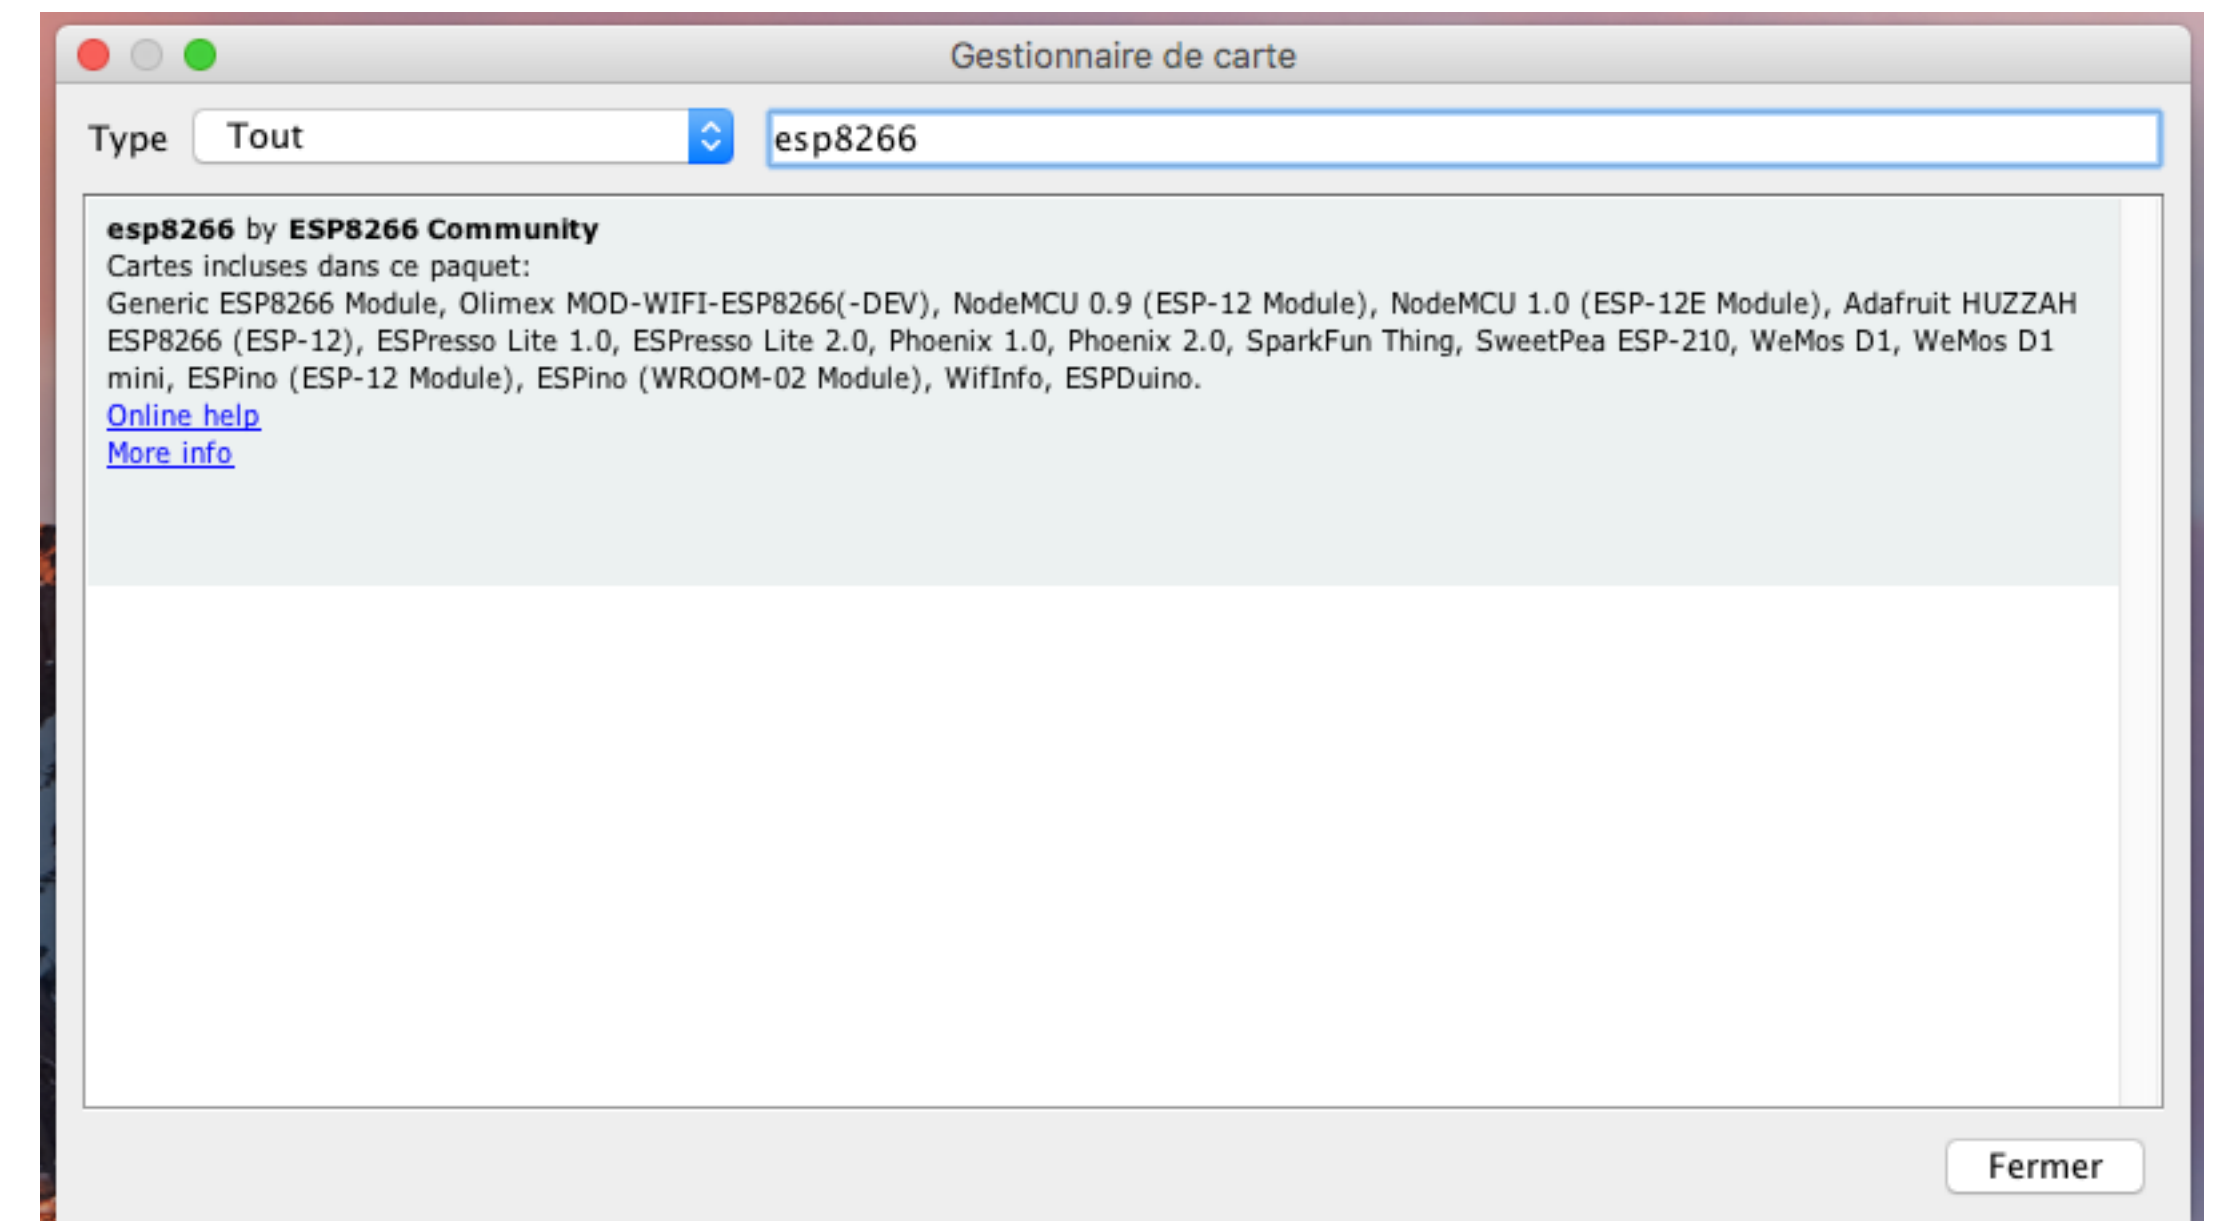 Gestionnaire de carte
Type Tout esp8266
esp8266 by ESP8266 Community
Cartes incluses dans ce paquet:
Generic ESP8266 Module, Olimex MOD-WIFI-ESP8266(-DEV), NodeMCU 0.9 (ESP-12 Module), NodeMCU 1.0 (ESP-12E Module), Adafruit HUZZAH
ESP8266 (ESP-12), ESPresso Lite 1.0, ESPresso Lite 2.0, Phoenix 1.0, Phoenix 2.0, SparkFun Thing, SweetPea ESP-210, WeMos D1, WeMos D1
mini, ESPino (ESP-12 Module), ESPino (WROOM-02 Module), WifInfo, ESPDuino.
Online help
More info
Fermer